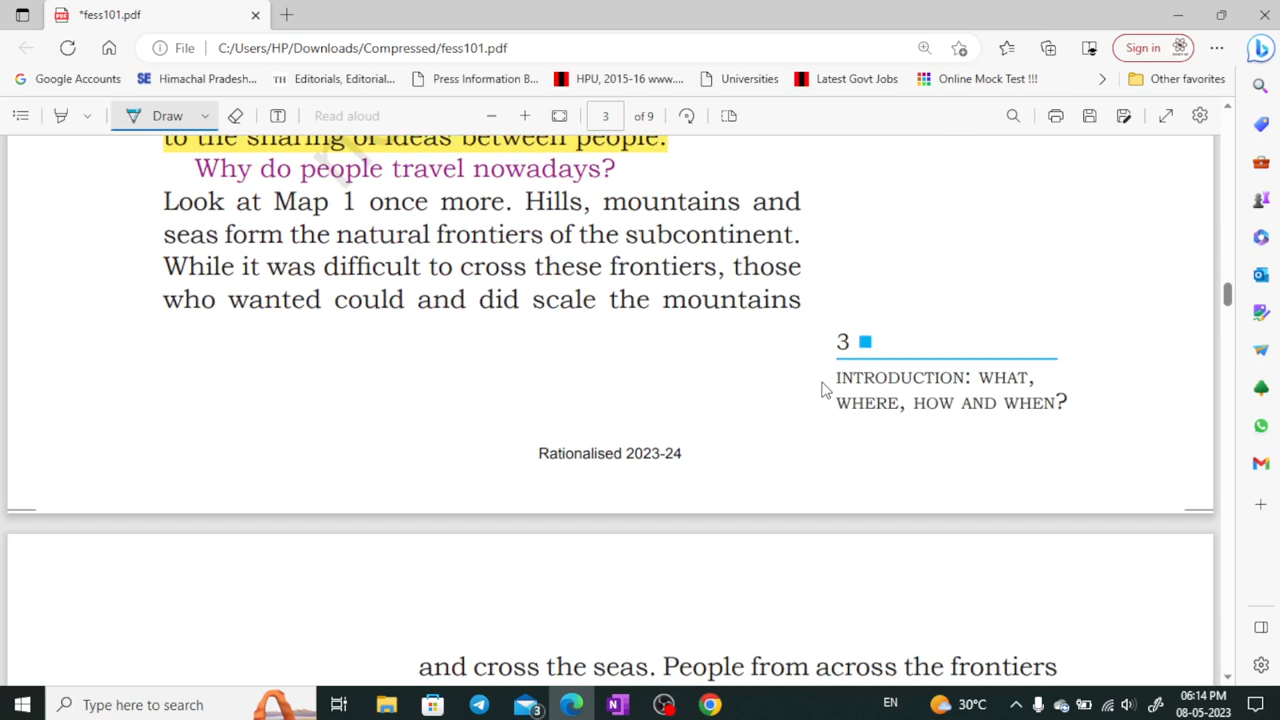 *fess101.pdf
File C:/Users/HP/Downloads/Compressed/fess101.pdf
Sign in
Google Accounts
SE Himachal Pradesh...
TH Editorials, Editorial...
Press Information B...
HPU, 2015-16 www....
Universities
Latest Govt Jobs
Online Mock Test !!!
Other favorites
Draw
Read aloud
3 of 9
to the sharing of ideas between people.
Why do people travel nowadays?
Look at Map 1 once more. Hills, mountains and
seas form the natural frontiers of the subcontinent.
While it was difficult to cross these frontiers, those
who wanted could and did scale the mountains
3
INTRODUCTION: WHAT,
WHERE, HOW AND WHEN?
Rationalised 2023-24
and cross the seas. People from across the frontiers
Type here to search
3
EN
30°C
06:14 PM
08-05-2023